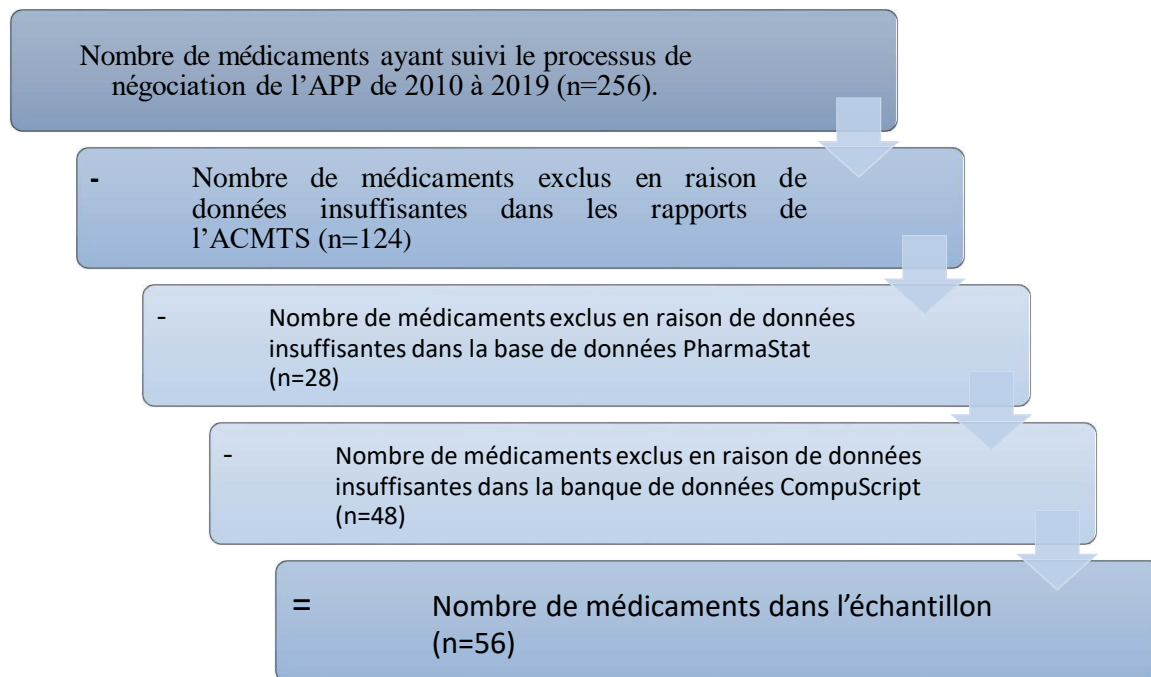 Nombre de médicaments ayant suivi le processus de
négociation de l’APP de 2010 à 2019 (n=256).
- Nombre de médicaments exclus en raison de
données insuffisantes dans les rapports de
l’ACMTS (n=124)
- Nombre de médicaments exclus en raison de données
insuffisantes dans la base de données PharmaStat
(n=28)
- Nombre de médicaments exclus en raison de données
insuffisantes dans la banque de données CompuScript
(n=48)
= Nombre de médicaments dans l’échantillon
(n=56)